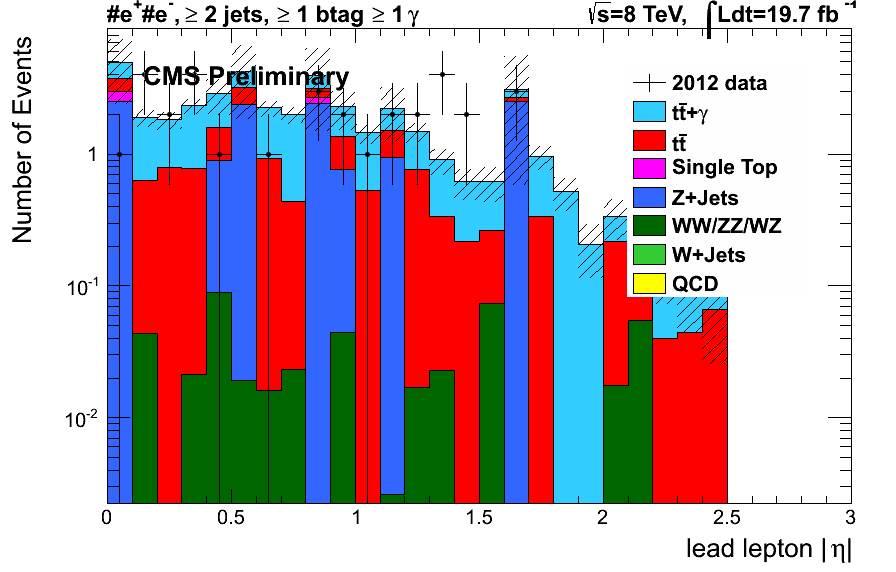 #e⁺#e⁻, ≥ 2 jets, ≥ 1 btag ≥ 1 γ
√s=8 TeV, ∫Ldt=19.7 fb⁻¹
CMS Preliminary
2012 data
tt̄+γ
tt̄
Single Top
Z+Jets
WW/ZZ/WZ
W+Jets
QCD
Number of Events
1
10⁻¹
10⁻²
0 0.5 1 1.5 2 2.5 3
lead lepton |η|